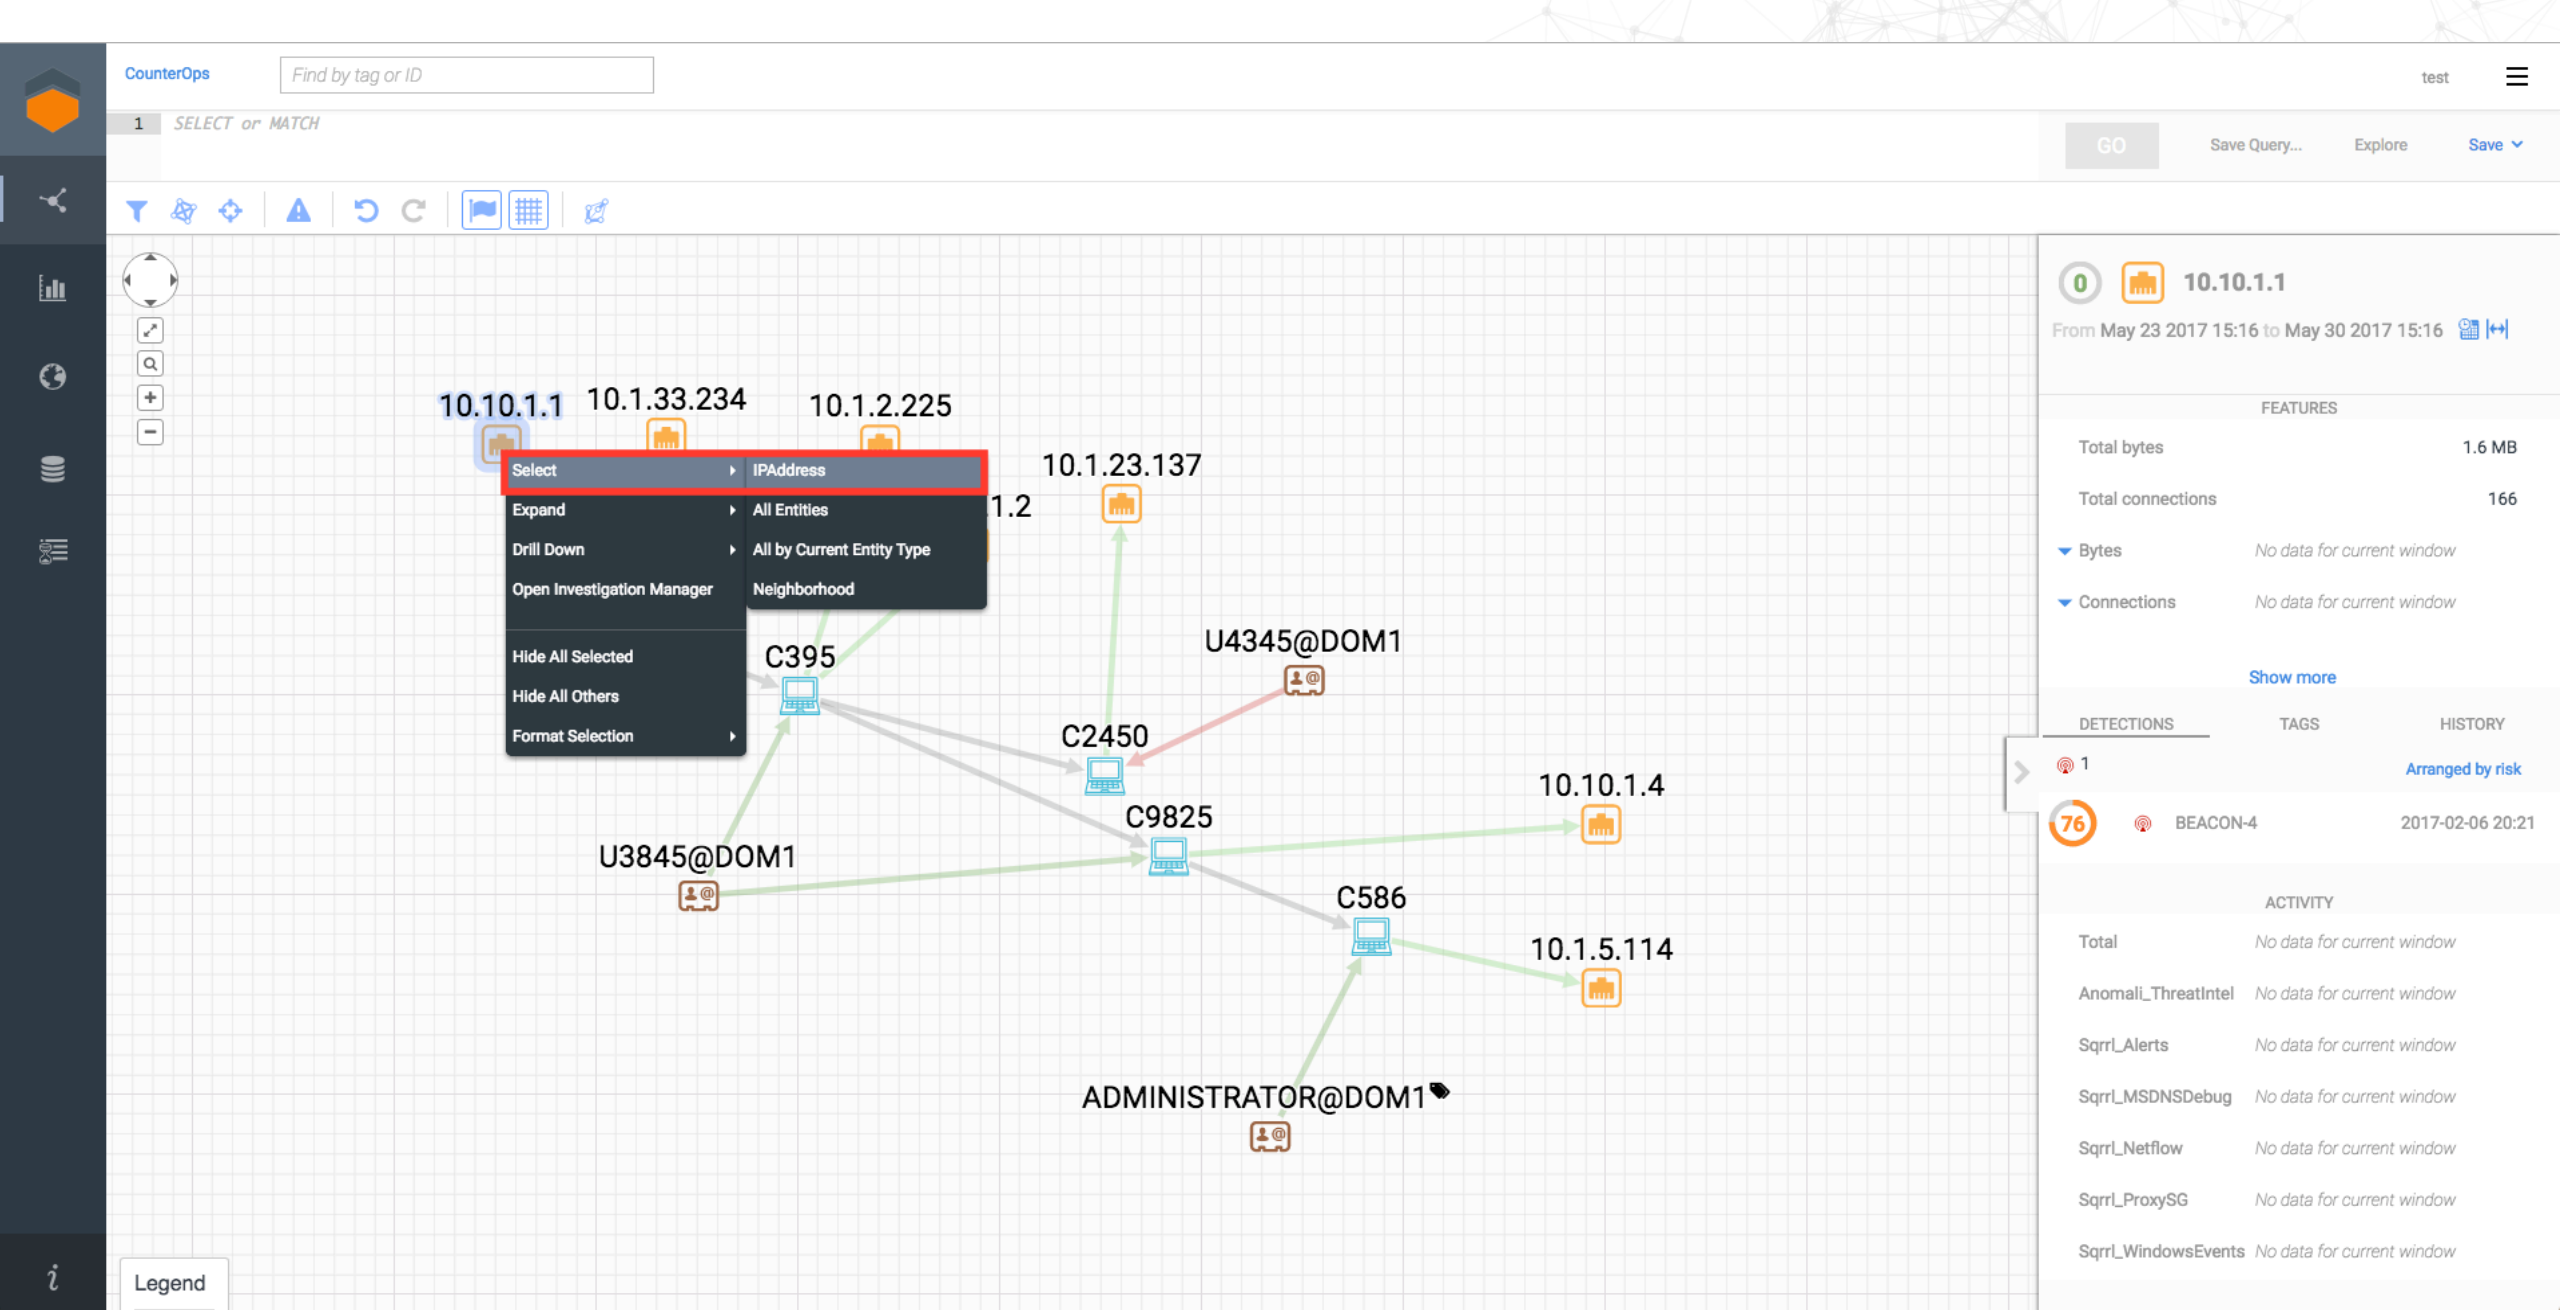 CounterOps
Find by tag or ID
test
1 SELECT or MATCH
GO
Save Query...
Explore
Save
10.10.1.1
10.1.33.234
10.1.2.225
10.1.23.137
1.2
Select
IPAddress
Expand
All Entities
Drill Down
All by Current Entity Type
Open Investigation Manager
Neighborhood
Hide All Selected
Hide All Others
Format Selection
C395
U4345@DOM1
C2450
10.10.1.4
C9825
U3845@DOM1
C586
10.1.5.114
ADMINISTRATOR@DOM1
Legend
i
0 10.10.1.1
From May 23 2017 15:16 to May 30 2017 15:16
FEATURES
Total bytes 1.6 MB
Total connections 166
Bytes No data for current window
Connections No data for current window
Show more
DETECTIONS TAGS HISTORY
1 Arranged by risk
76 BEACON-4 2017-02-06 20:21
ACTIVITY
Total No data for current window
Anomali_ThreatIntel No data for current window
Sqrrl_Alerts No data for current window
Sqrrl_MSDNSDebug No data for current window
Sqrrl_Netflow No data for current window
Sqrrl_ProxySG No data for current window
Sqrrl_WindowsEvents No data for current window